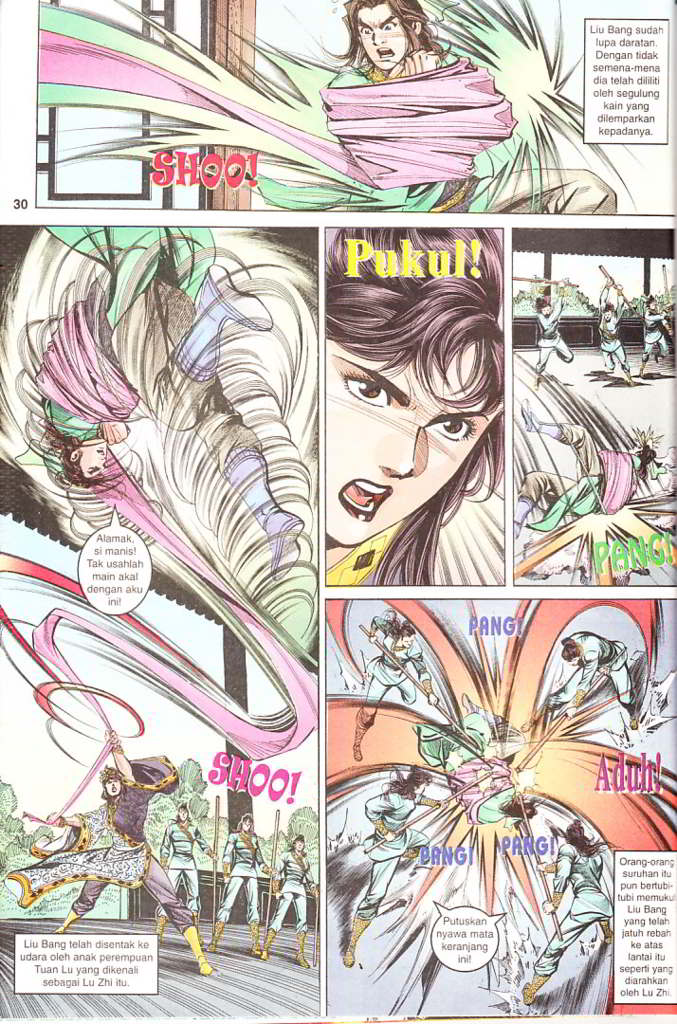 Liu Bang sudah
lupa daratan.
Dengan tidak
semena-mena
dia telah dililiti
oleh segulung
kain yang
dilemparkan
kepadanya.
SHOO!
30
Alamak,
si manis!
Tak usahlah
main akal
dengan aku
ini!
SHOO!
Liu Bang telah disentak ke
udara oleh anak perempuan
Tuan Lu yang dikenali
sebagai Lu Zhi itu.
Pukul!
PANG!
PANG!
Aduh!
PANG!
PANG!
Putuskan
nyawa mata
keranjang
ini!
Orang-orang
suruhan itu
pun bertubi-
tubi memukul
Liu Bang
yang telah
jatuh rebah
ke atas
lantai itu
seperti yang
diarahkan
oleh Lu Zhi.